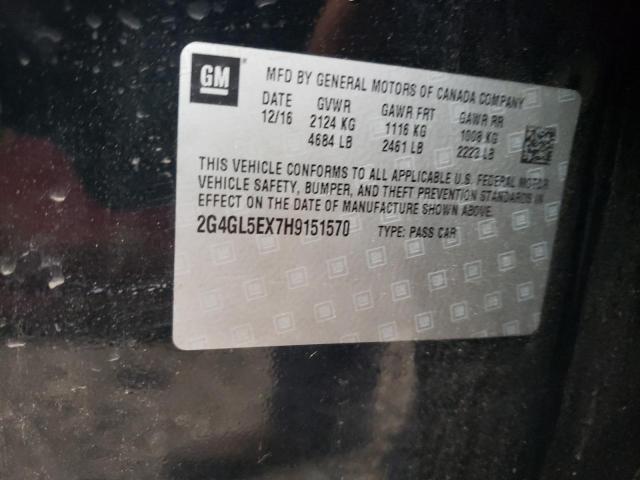 GM
MFD BY GENERAL MOTORS OF CANADA COMPANY
DATE GVWR GAWR FRT GAWR RR
12/16 2124 KG 1116 KG 1008 KG
4684 LB 2461 LB 2223 LB
THIS VEHICLE CONFORMS TO ALL APPLICABLE U.S. FEDERAL MOTOR
VEHICLE SAFETY, BUMPER, AND THEFT PREVENTION STANDARDS IN
EFFECT ON THE DATE OF MANUFACTURE SHOWN ABOVE.
2G4GL5EX7H9151570 TYPE: PASS CAR